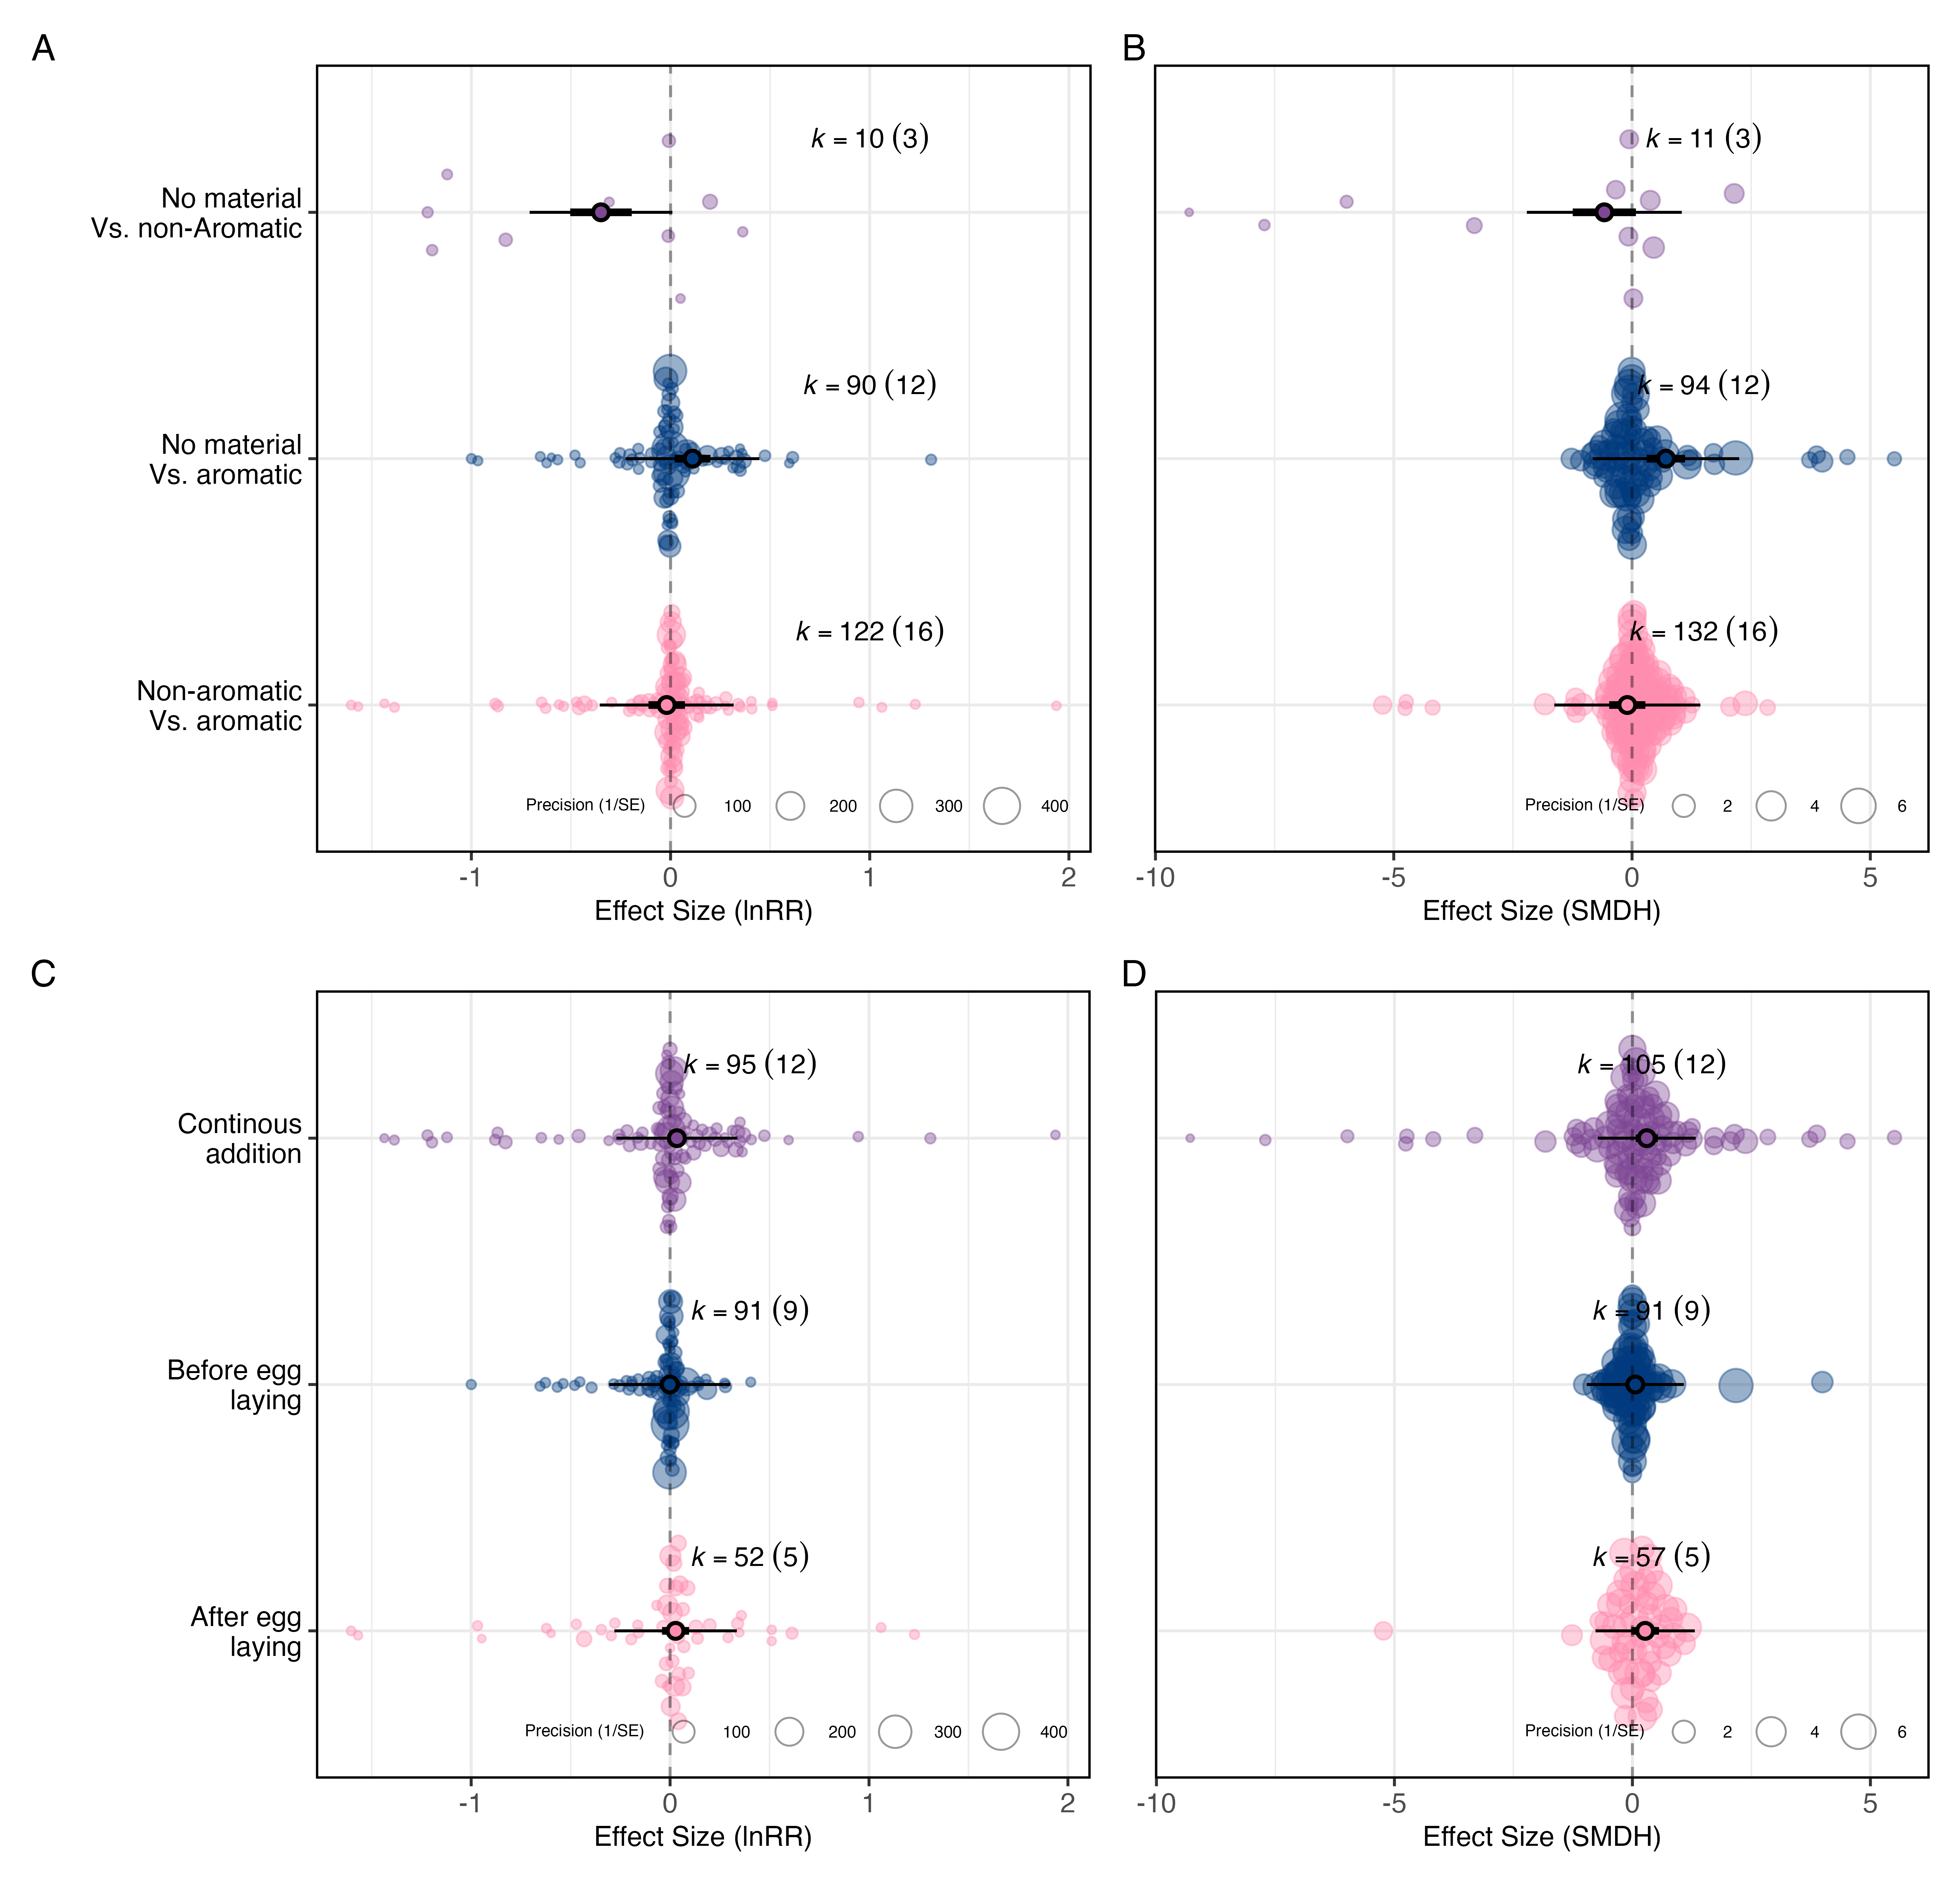 A
k = 10 (3)
No material
Vs. non-Aromatic
k = 90 (12)
No material
Vs. aromatic
k = 122 (16)
Non-aromatic
Vs. aromatic
Precision (1/SE) 100 200 300 400
-1 0 1 2
Effect Size (lnRR)
B
k = 11 (3)
k = 94 (12)
k = 132 (16)
Precision (1/SE) 2 4 6
-10 -5 0 5
Effect Size (SMDH)
C
k = 95 (12)
Continous
addition
k = 91 (9)
Before egg
laying
k = 52 (5)
After egg
laying
Precision (1/SE) 100 200 300 400
-1 0 1 2
Effect Size (lnRR)
D
k = 105 (12)
k = 91 (9)
k = 57 (5)
Precision (1/SE) 2 4 6
-10 -5 0 5
Effect Size (SMDH)